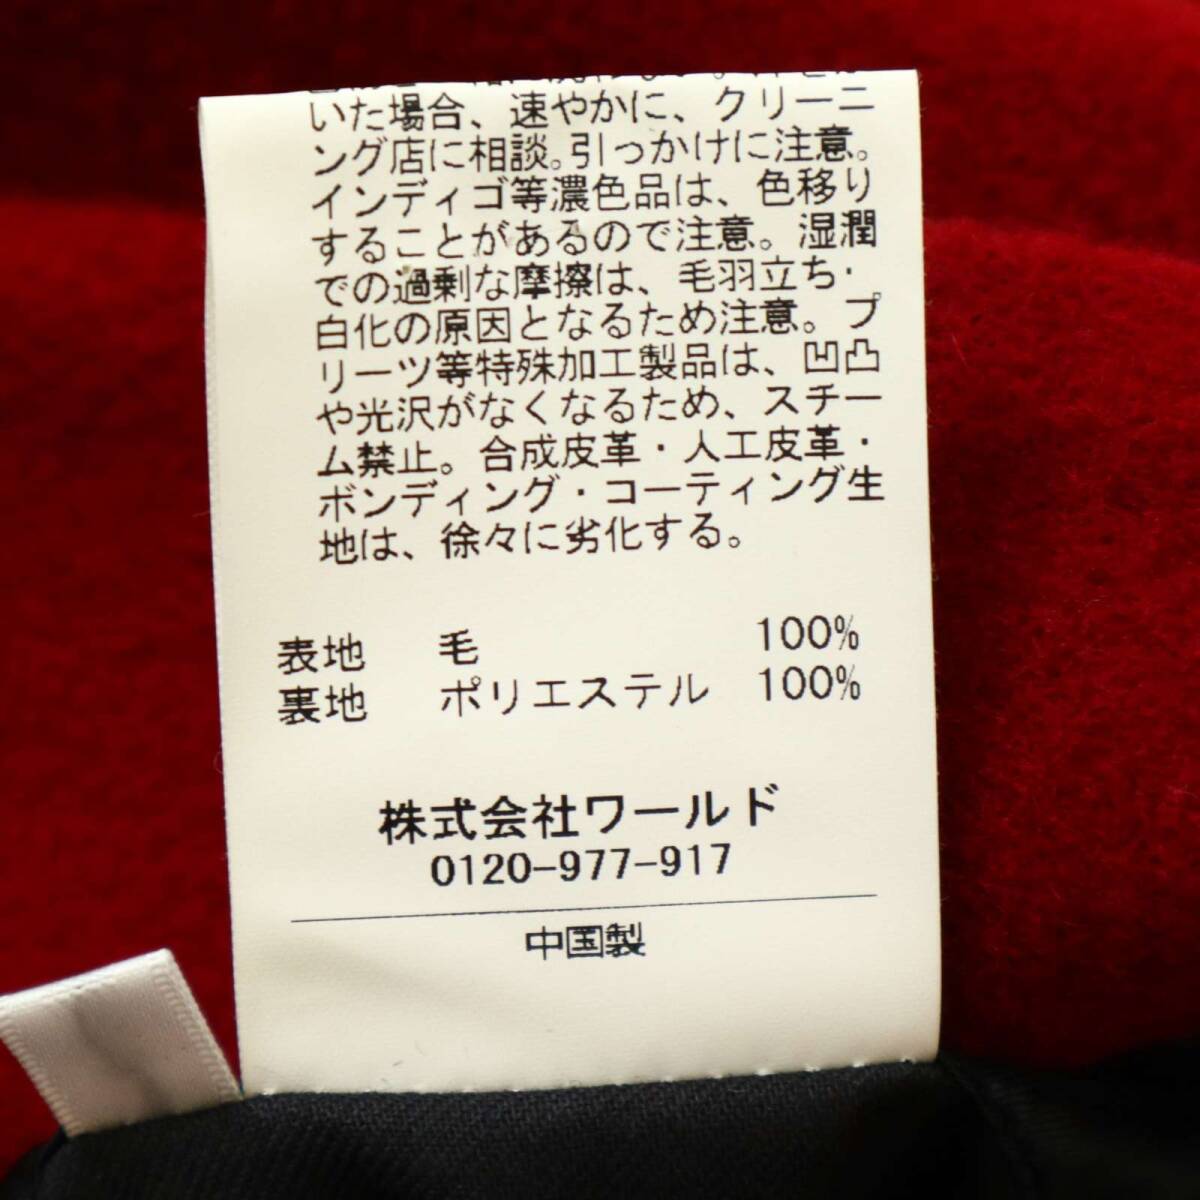 いた場合、速やかに、クリーニ
ング店に相談。引っかけに注意。
インディゴ等濃色品は、色移り
することがあるので注意。湿潤
での過剰な摩擦は、毛羽立ち・
白化の原因となるため注意。プ
リーツ等特殊加工製品は、凹凸
や光沢がなくなるため、スチー
ム禁止。合成皮革・人工皮革・
ボンディング・コーティング生
地は、徐々に劣化する。
表地 毛 100%
裏地 ポリエステル 100%
株式会社ワールド
0120-977-917
中国製